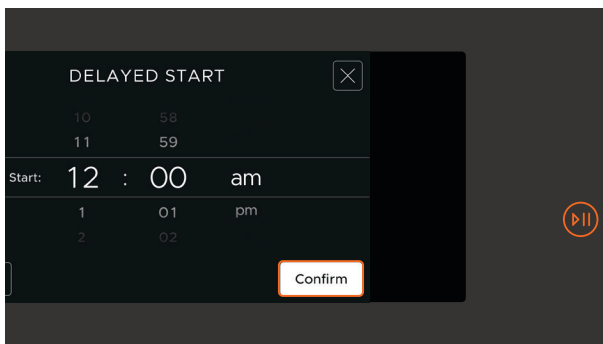 DELAYED START
10 58
11 59
Start: 12 : 00 am
1 01 pm
2 02
Confirm